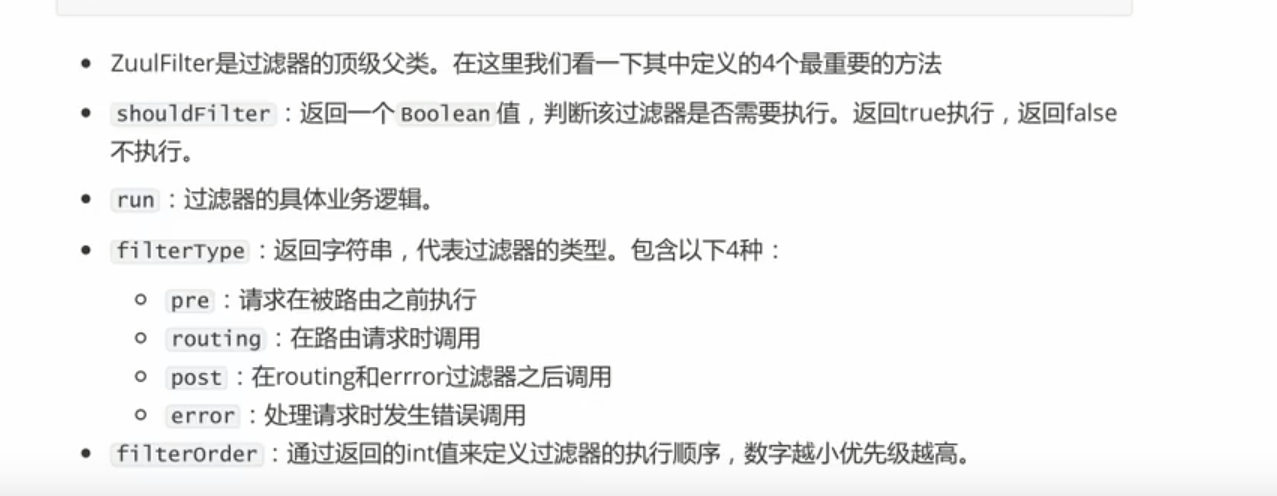 ZuulFilter是过滤器的顶级父类。在这里我们看一下其中定义的4个最重要的方法
shouldFilter：返回一个Boolean值，判断该过滤器是否需要执行。返回true执行，返回false
不执行。
run：过滤器的具体业务逻辑。
filterType：返回字符串，代表过滤器的类型。包含以下4种：
pre：请求在被路由之前执行
routing：在路由请求时调用
post：在routing和errror过滤器之后调用
error：处理请求时发生错误调用
filterOrder：通过返回的int值来定义过滤器的执行顺序，数字越小优先级越高。